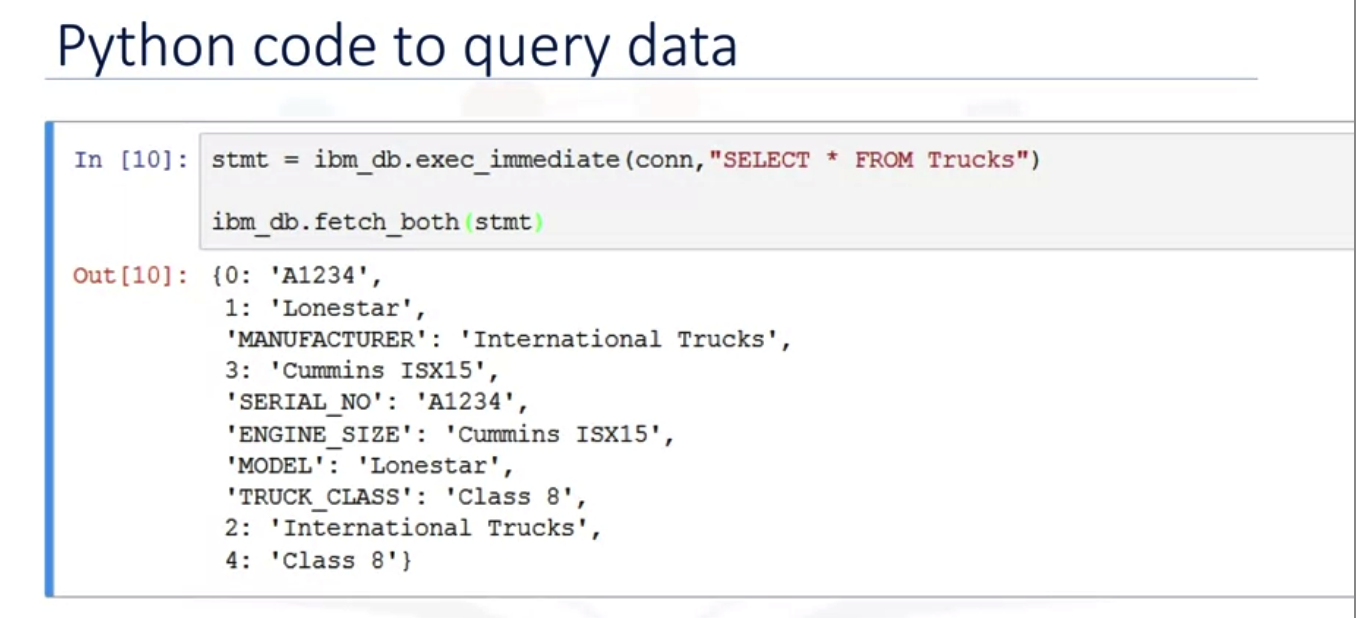 Python code to query data
In [10]: stmt = ibm_db.exec_immediate(conn,"SELECT * FROM Trucks")
ibm_db.fetch_both(stmt)
Out[10]: {0: 'A1234',
1: 'Lonestar',
'MANUFACTURER': 'International Trucks',
3: 'Cummins ISX15',
'SERIAL_NO': 'A1234',
'ENGINE_SIZE': 'Cummins ISX15',
'MODEL': 'Lonestar',
'TRUCK_CLASS': 'Class 8',
2: 'International Trucks',
4: 'Class 8'}